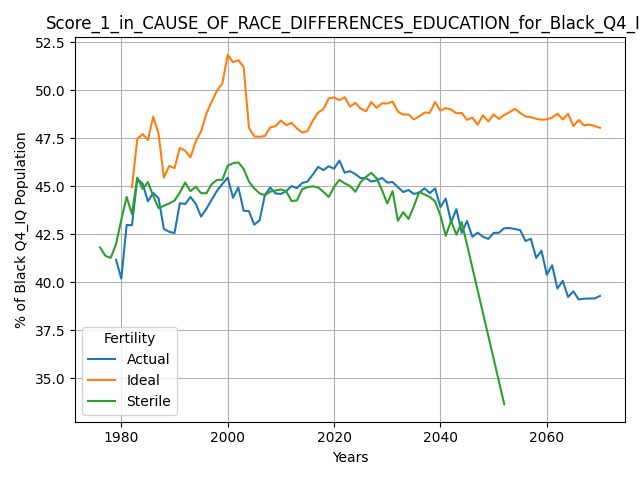 Score_1_in_CAUSE_OF_RACE_DIFFERENCES_EDUCATION_for_Black_Q4_I
52.5
50.0
47.5
45.0
42.5
40.0
37.5
35.0
% of Black Q4_IQ Population
Fertility
Actual
Ideal
Sterile
1980
2000
2020
2040
2060
Years